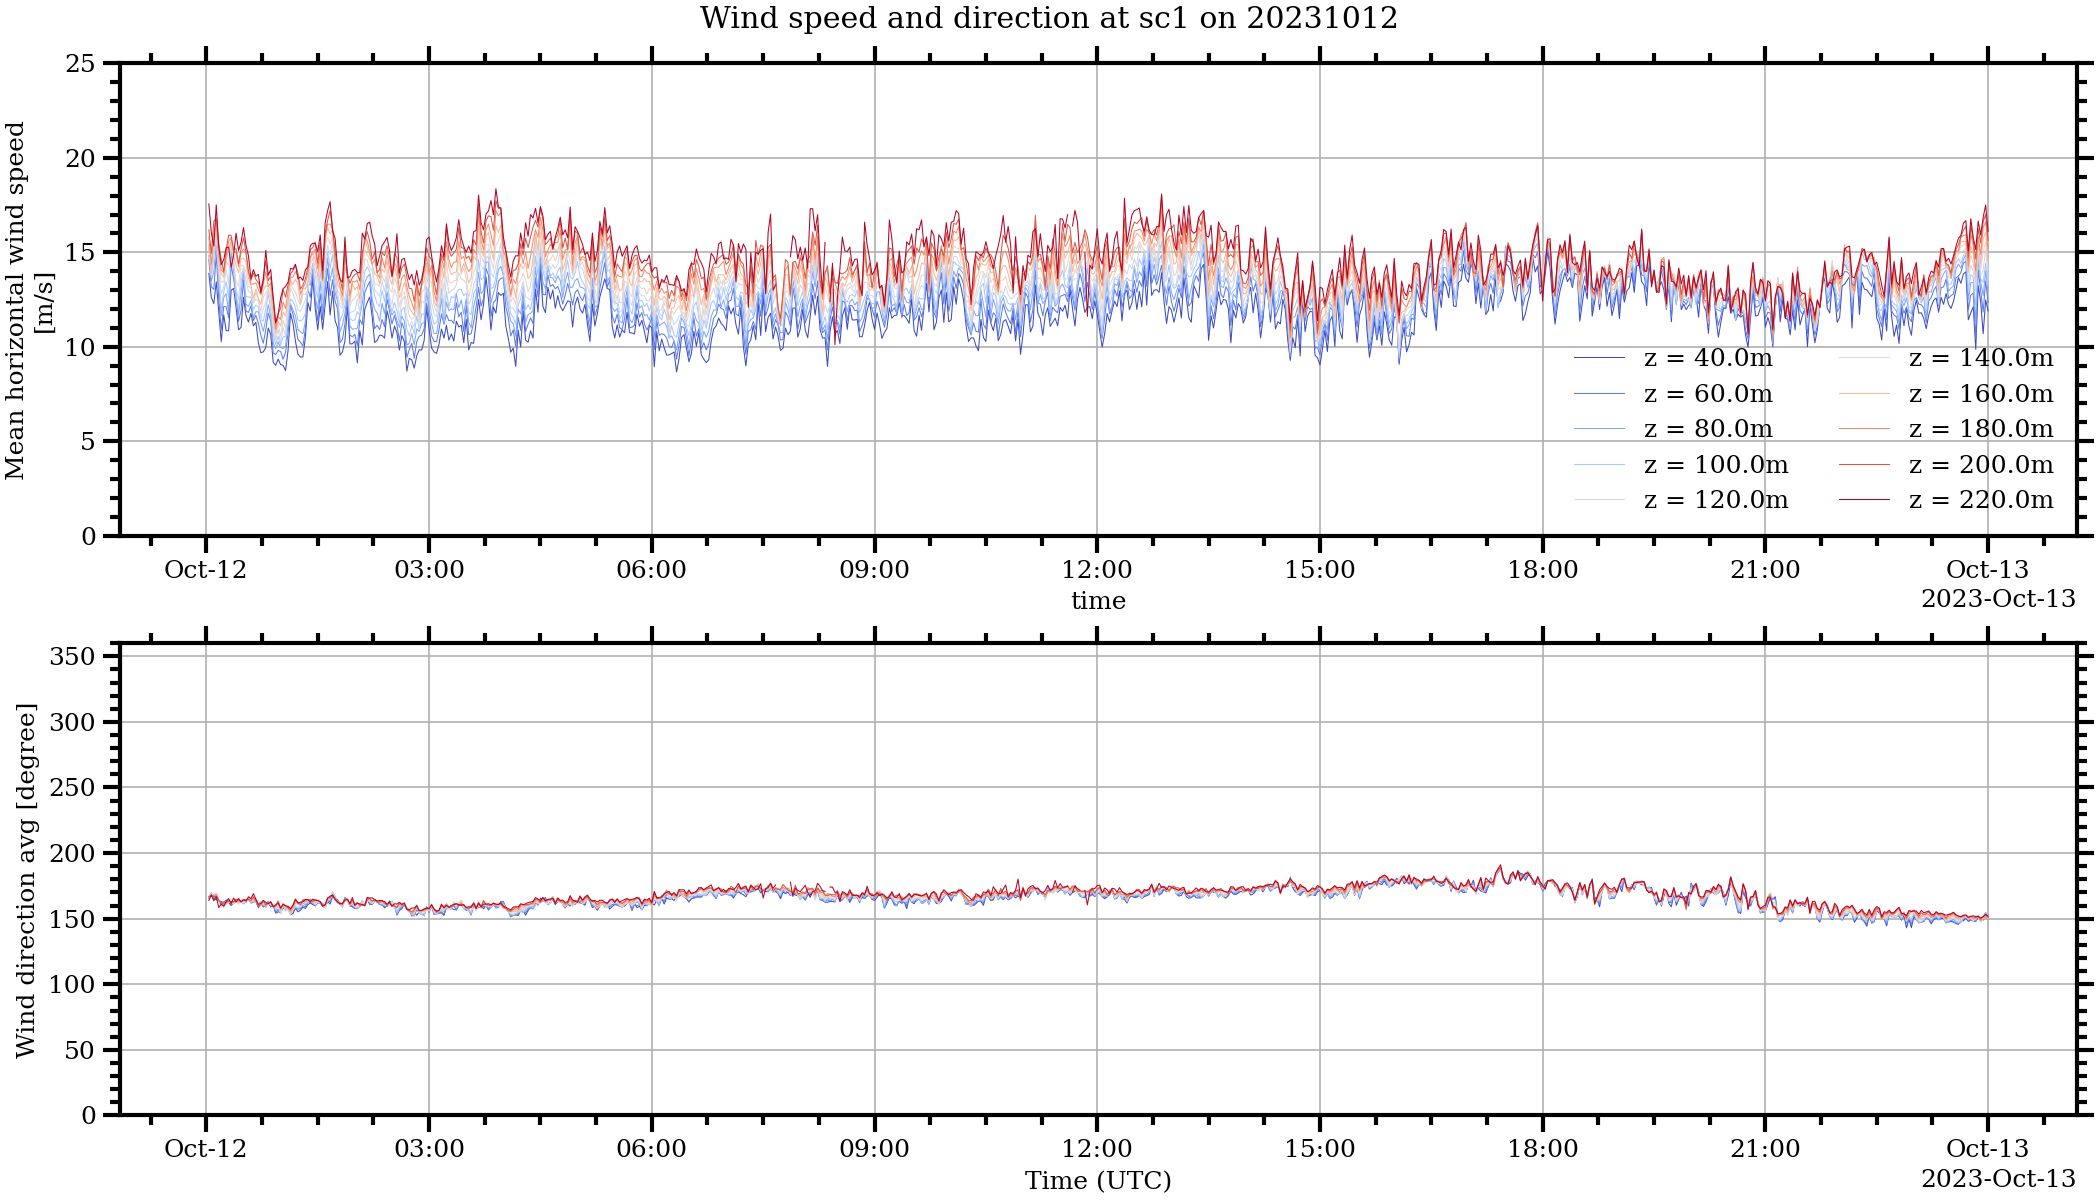 Wind speed and direction at sc1 on 20231012
Mean horizontal wind speed
[m/s]
25
20
15
10
5
0
z = 40.0m
z = 60.0m
z = 80.0m
z = 100.0m
z = 120.0m
z = 140.0m
z = 160.0m
z = 180.0m
z = 200.0m
z = 220.0m
Oct-12 03:00 06:00 09:00 12:00 15:00 18:00 21:00 Oct-13
time
2023-Oct-13
Wind direction avg [degree]
350
300
250
200
150
100
50
0
Oct-12 03:00 06:00 09:00 12:00 15:00 18:00 21:00 Oct-13
Time (UTC)
2023-Oct-13